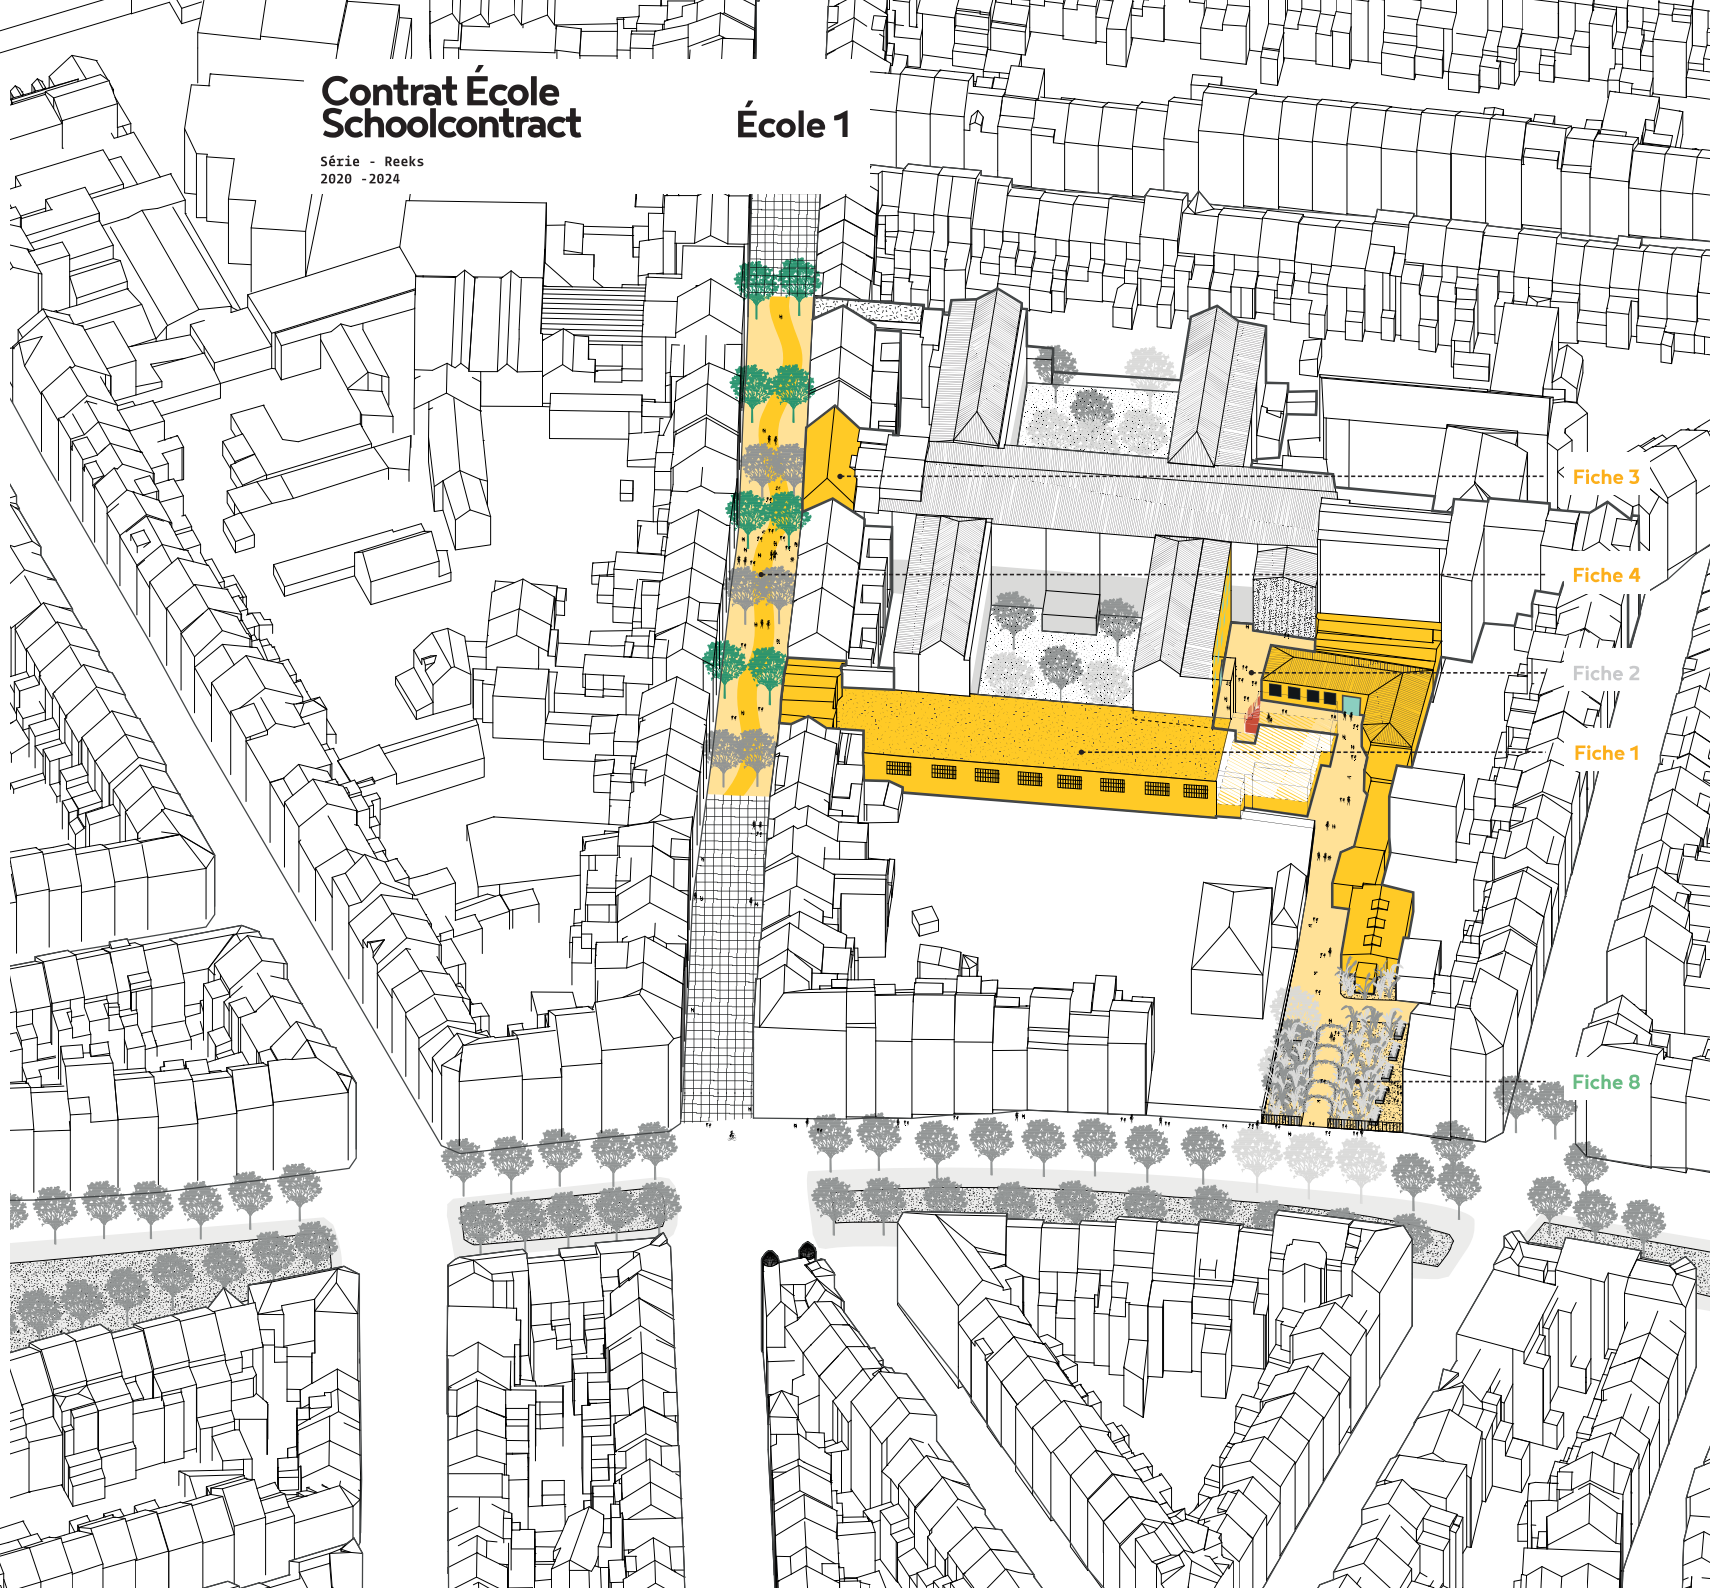 Contrat École
Schoolcontract
École 1
Série - Reeks
2020 -2024
Fiche 3
Fiche 4
Fiche 2
Fiche 1
Fiche 8